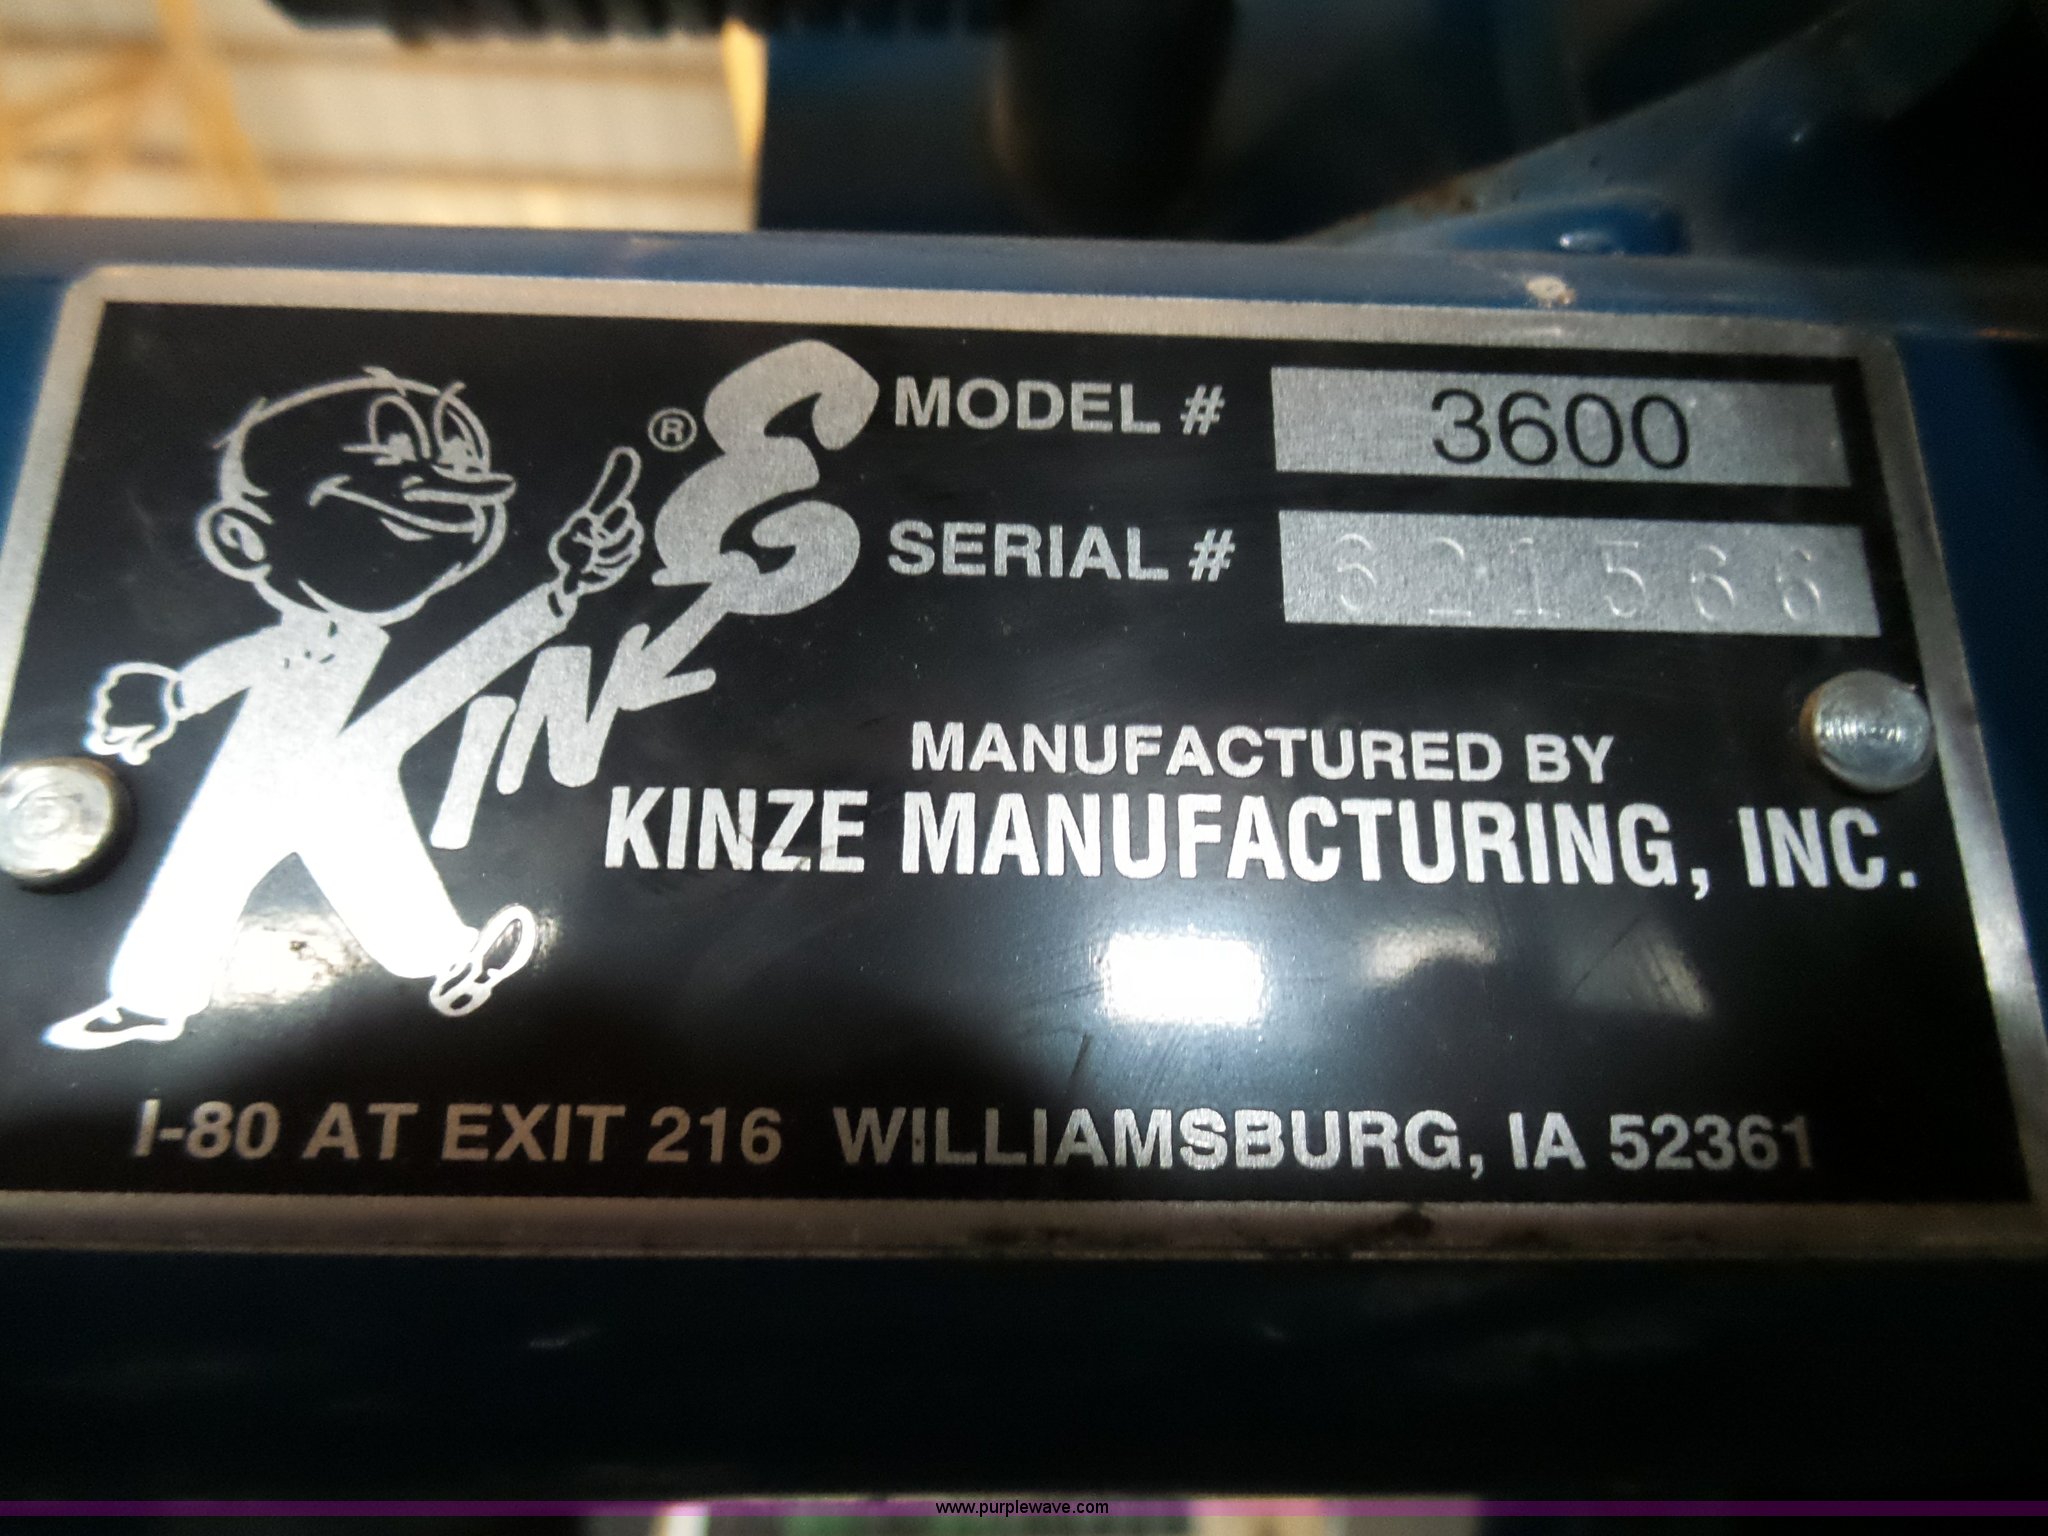 KINZE ®
MODEL # 3600
SERIAL # 621566
MANUFACTURED BY
KINZE MANUFACTURING, INC.
I-80 AT EXIT 216 WILLIAMSBURG, IA 52361
www.purplewave.com